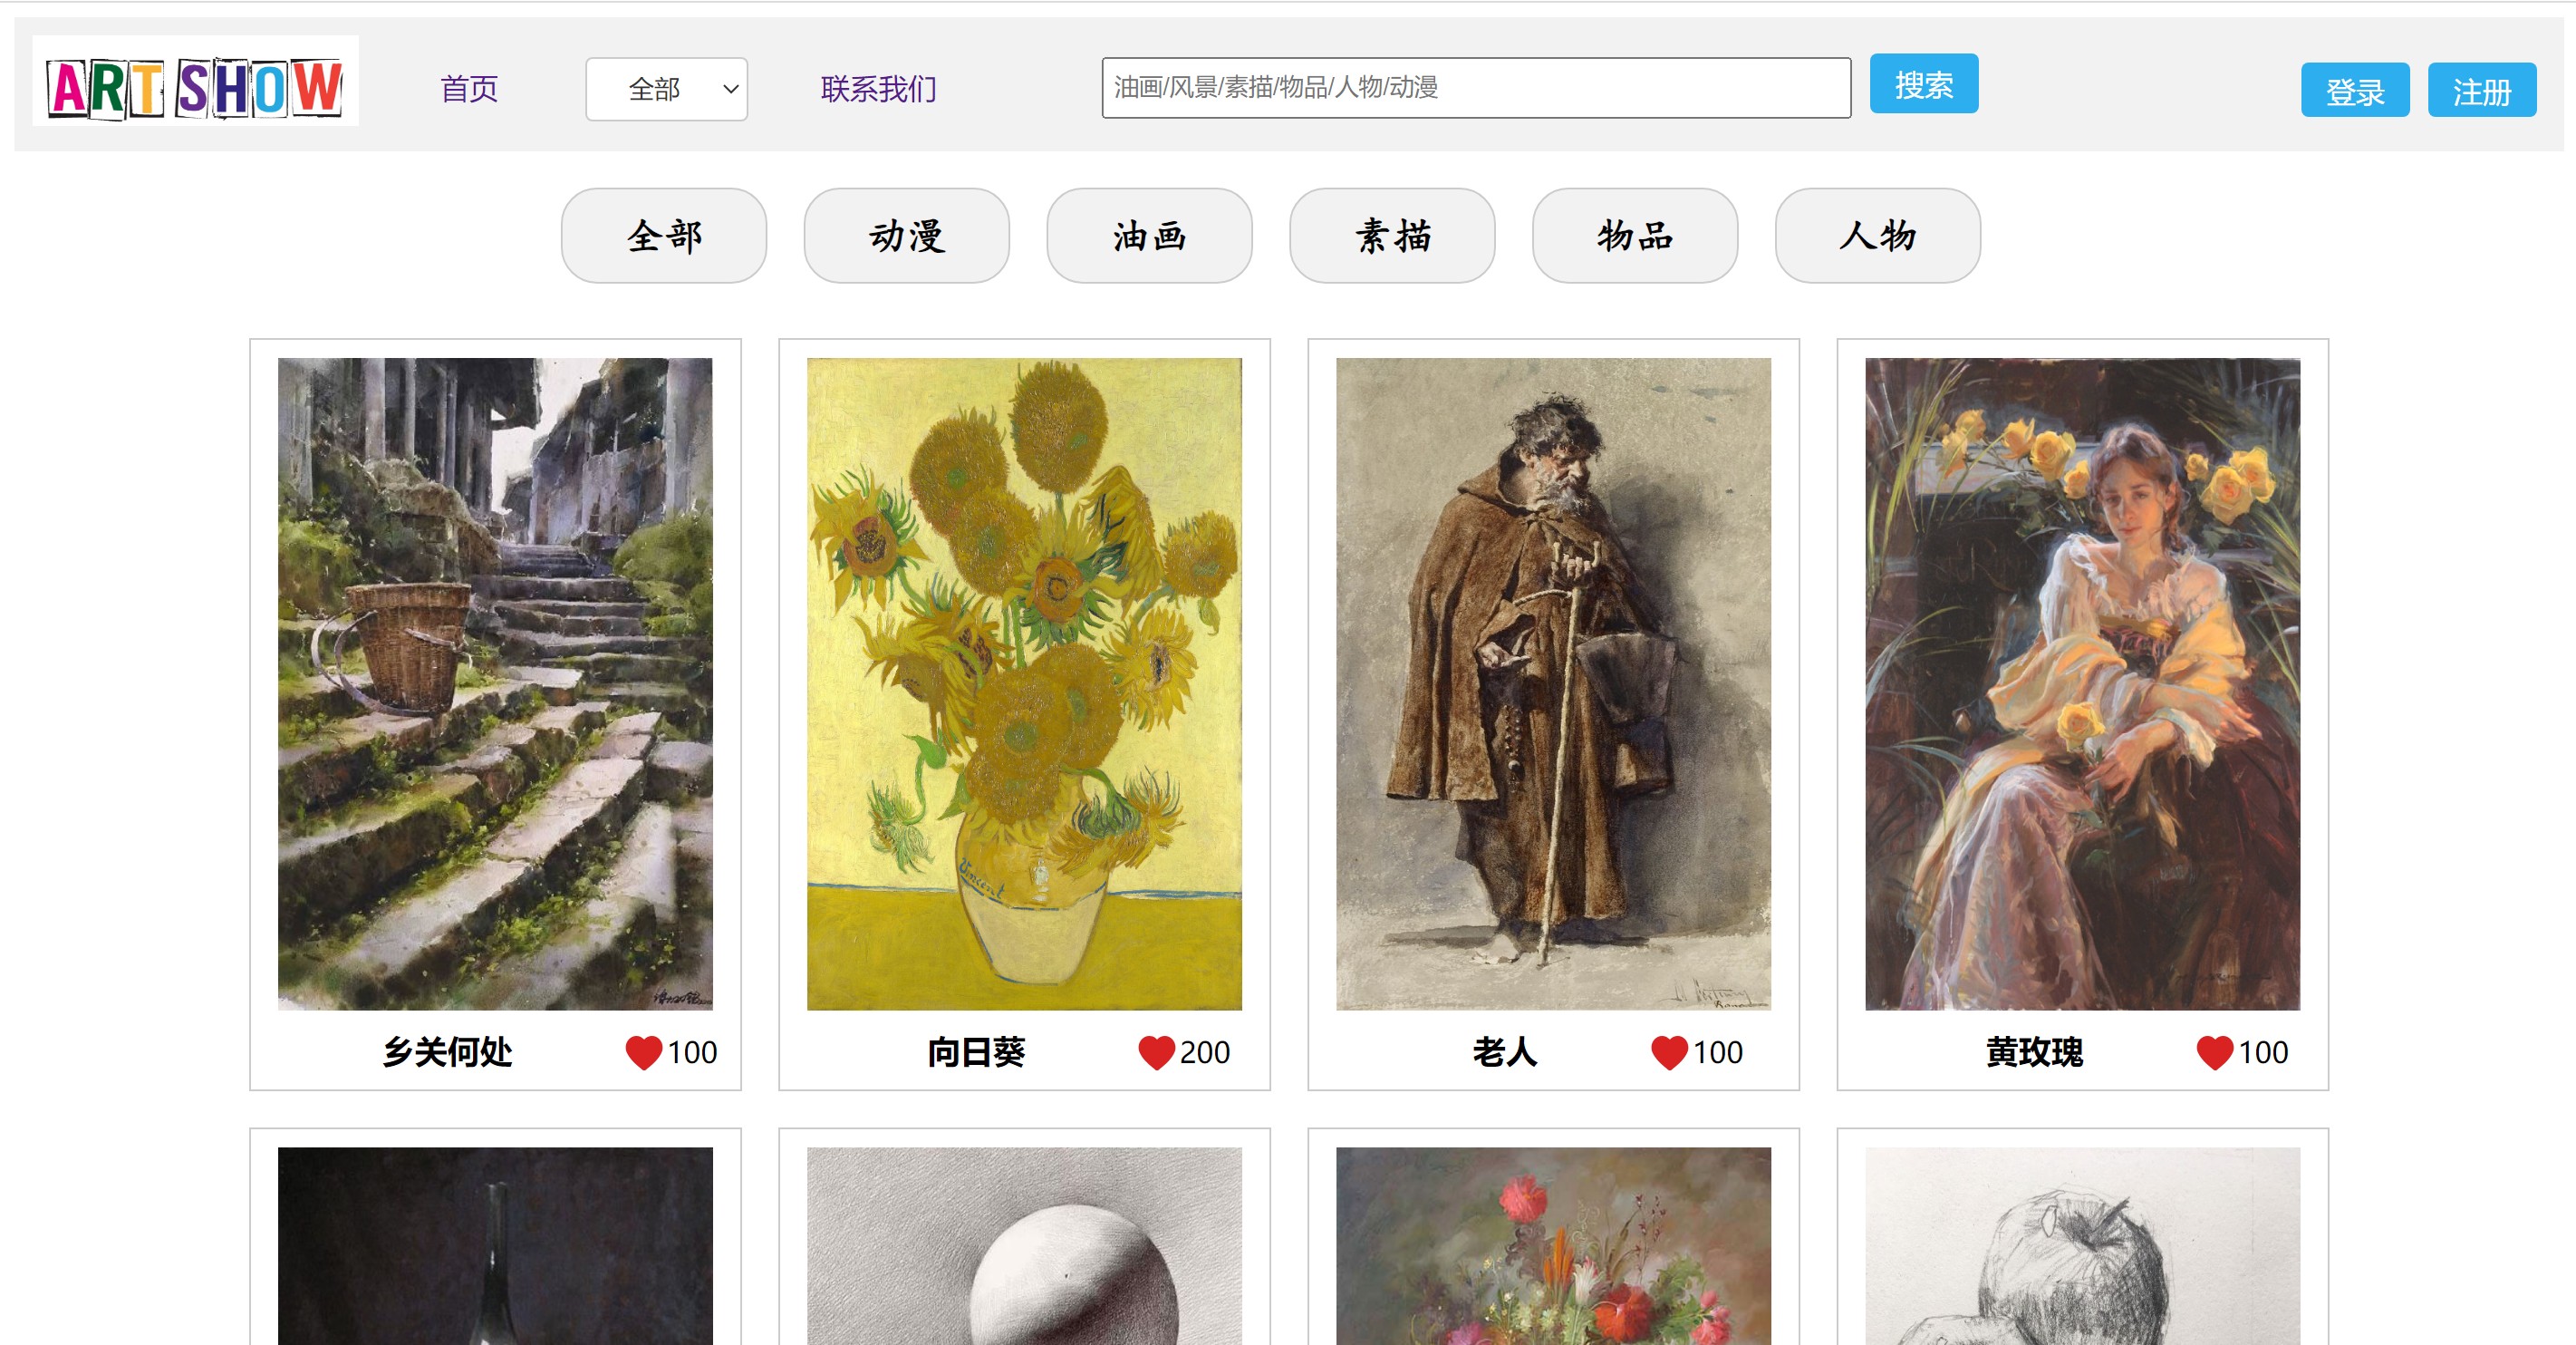 ART SHOW
首页
全部
联系我们
油画/风景/素描/物品/人物/动漫
搜索
登录
注册
全部
动漫
油画
素描
物品
人物
Vincent
乡关何处
100
向日葵
200
老人
100
黄玫瑰
100